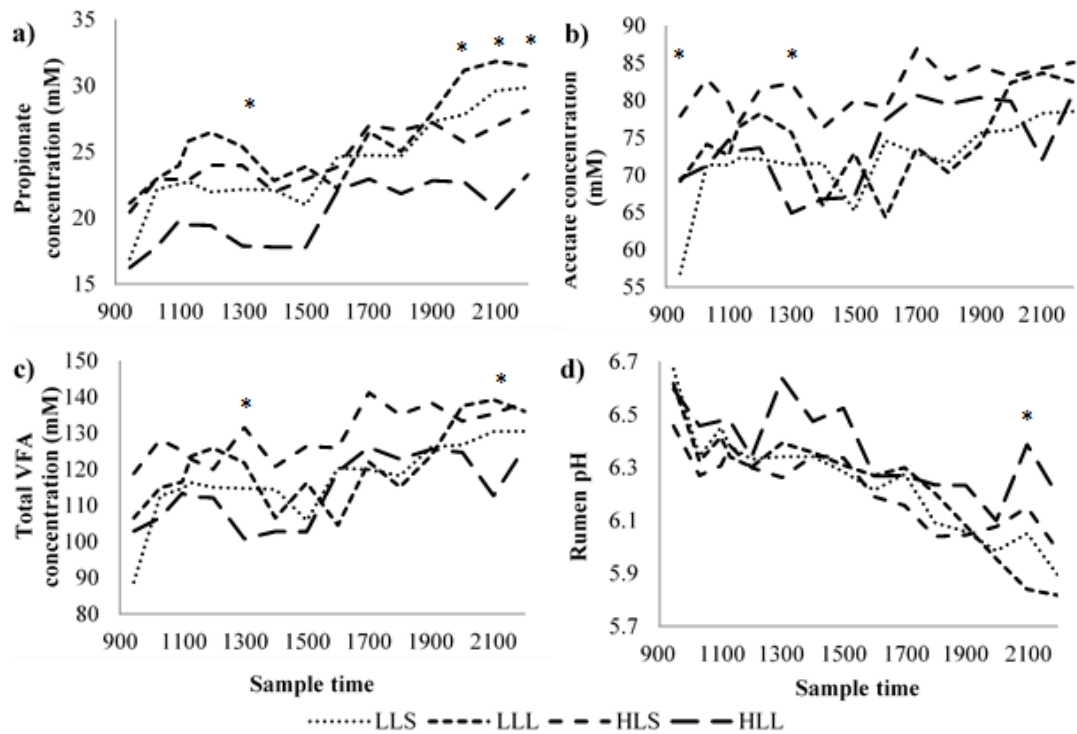 a)
35
30
25
20
15
Propionate
concentration (mM)
* * * *
900 1100 1300 1500 1700 1900 2100
b)
90
85
80
75
70
65
60
55
Acetate concentration
(mM)
* *
900 1100 1300 1500 1700 1900 2100
c)
150
140
130
120
110
100
90
80
Total VFA
concentration (mM)
* *
900 1100 1300 1500 1700 1900 2100
Sample time
d)
6.7
6.5
6.3
6.1
5.9
5.7
Rumen pH
*
900 1100 1300 1500 1700 1900 2100
Sample time
LLS LLL HLS HLL